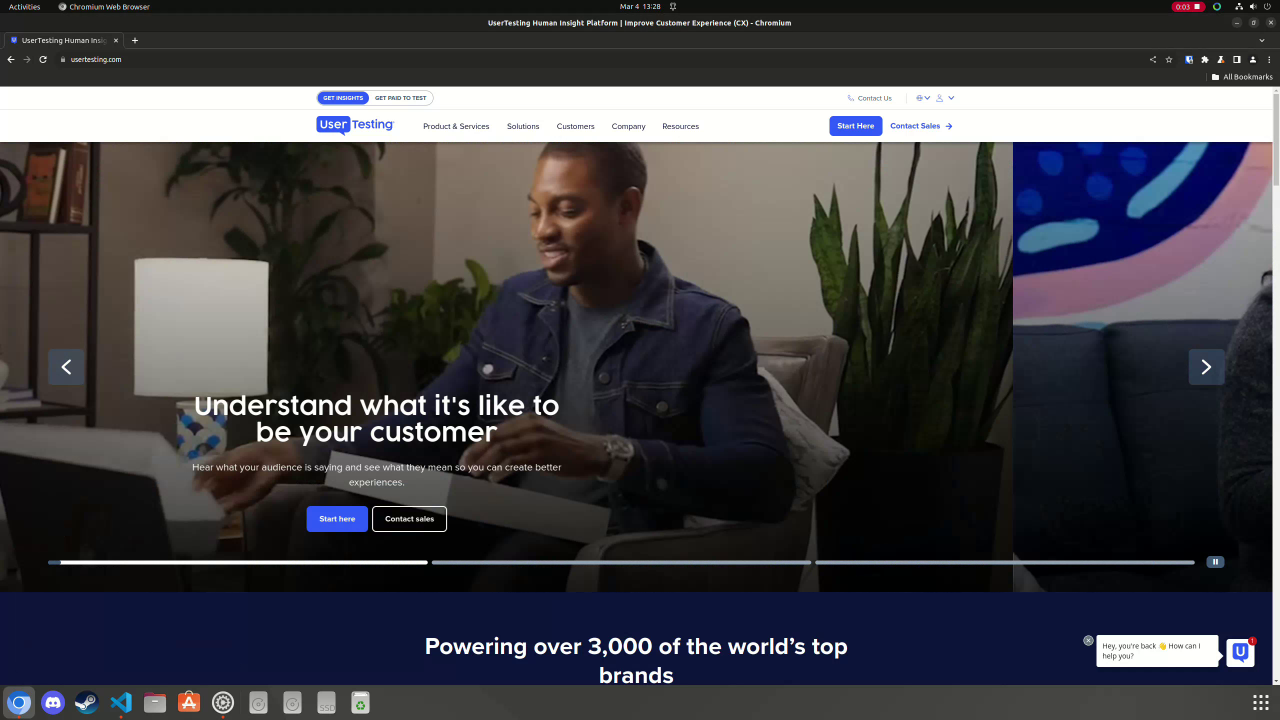 Activities
Chromium Web Browser
Mar 4 13:28
0:03
UserTesting Human Insight Platform | Improve Customer Experience (CX) - Chromium
UserTesting Human Insig
usertesting.com
All Bookmarks
GET INSIGHTS
GET PAID TO TEST
Contact Us
User Testing
Product & Services
Solutions
Customers
Company
Resources
Start Here
Contact Sales
Understand what it's like to
be your customer
Hear what your audience is saying and see what they mean so you can create better
experiences.
Start here
Contact sales
Powering over 3,000 of the world's top
brands
Hey, you're back 👋 How can I
help you?
1
SSD